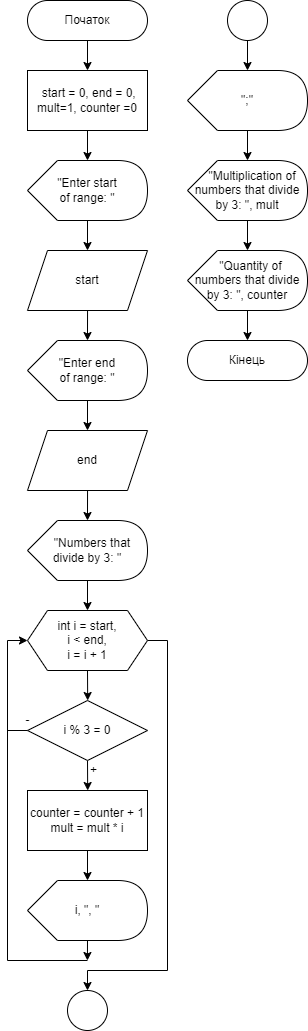 Початок
start = 0, end = 0,
mult=1, counter =0
"Enter start
of range: "
start
"Enter end
of range: "
end
"Numbers that
divide by 3: "
int i = start,
i < end,
i = i + 1
-
i % 3 = 0
+
counter = counter + 1
mult = mult * i
i, ", "
";"
"Multiplication of
numbers that divide
by 3: ", mult
"Quantity of
numbers that divide
by 3: ", counter
Кінець